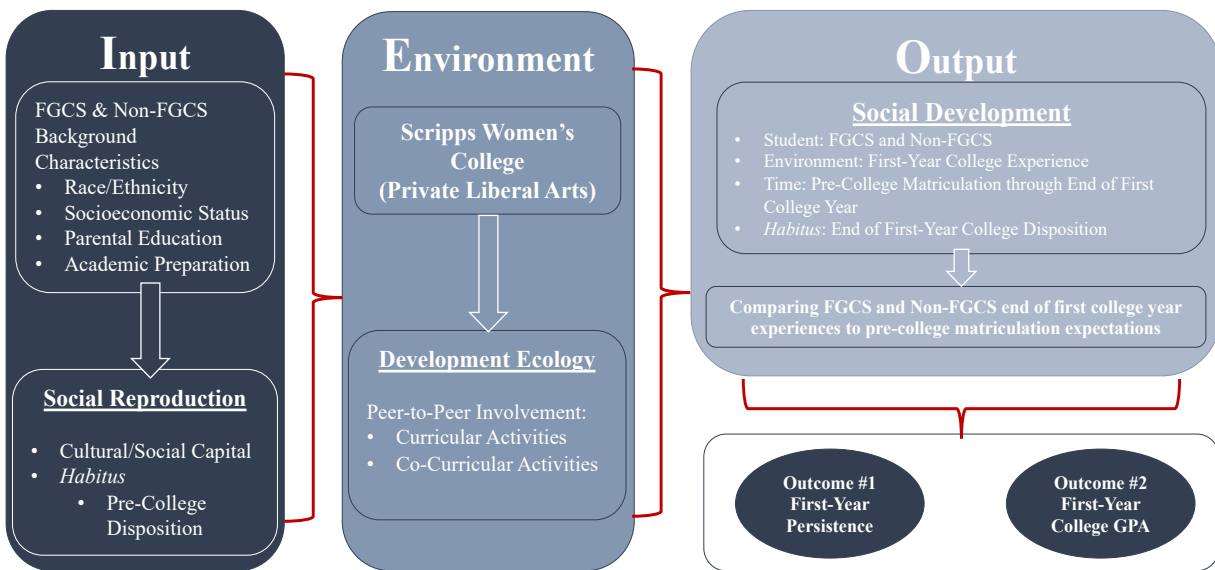 Input
FGCS & Non-FGCS
Background
Characteristics
• Race/Ethnicity
• Socioeconomic Status
• Parental Education
• Academic Preparation
Social Reproduction
• Cultural/Social Capital
• Habitus
• Pre-College
Disposition
Environment
Scripps Women’s
College
(Private Liberal Arts)
Development Ecology
Peer-to-Peer Involvement:
• Curricular Activities
• Co-Curricular Activities
Output
Social Development
• Student: FGCS and Non-FGCS
• Environment: First-Year College Experience
• Time: Pre-College Matriculation through End of First
College Year
• Habitus: End of First-Year College Disposition
Comparing FGCS and Non-FGCS end of first college year
experiences to pre-college matriculation expectations
Outcome #1
First-Year
Persistence
Outcome #2
First-Year
College GPA